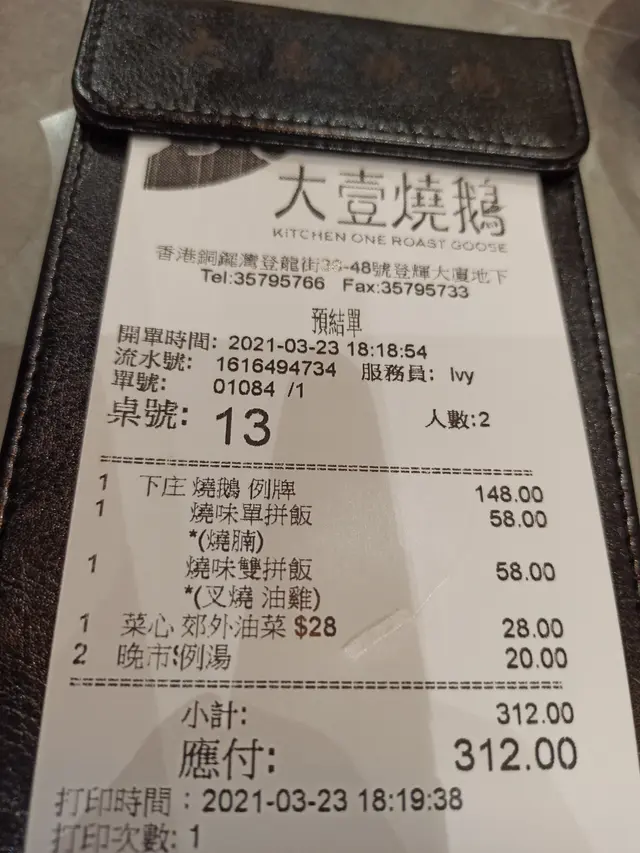 大壹燒鵝
KITCHEN ONE ROAST GOOSE
香港銅鑼灣登龍街30-48號登輝大廈地下
Tel:35795766 Fax:35795733
預結單
開單時間: 2021-03-23 18:18:54
流水號: 1616494734 服務員: Ivy
單號: 01084 /1
桌號: 13 人數:2
1 下庄 燒鵝 例牌 148.00
1 燒味單拼飯 58.00
*(燒腩)
1 燒味雙拼飯 58.00
*(叉燒 油雞)
1 菜心 郊外油菜 $28 28.00
2 晚市例湯 20.00
小計: 312.00
應付: 312.00
打印時間：2021-03-23 18:19:38
打印次數: 1